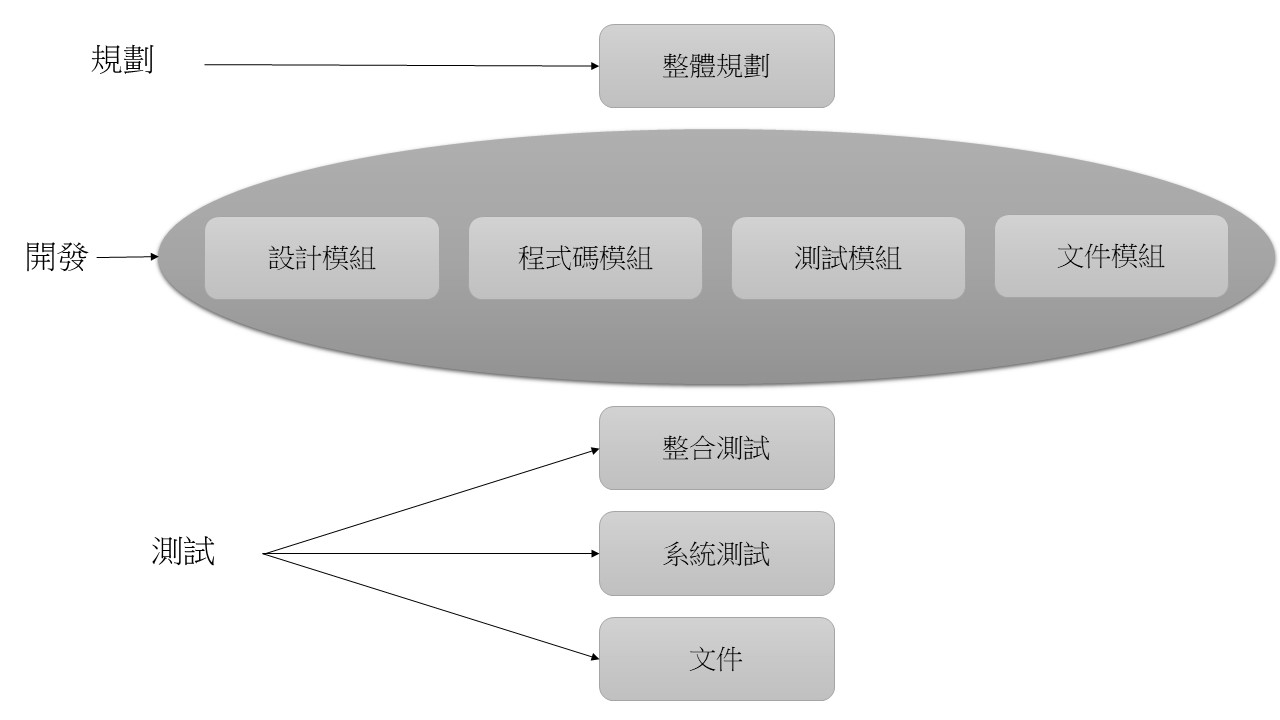 規劃
整體規劃
開發
設計模組
程式碼模組
測試模組
文件模組
測試
整合測試
系統測試
文件